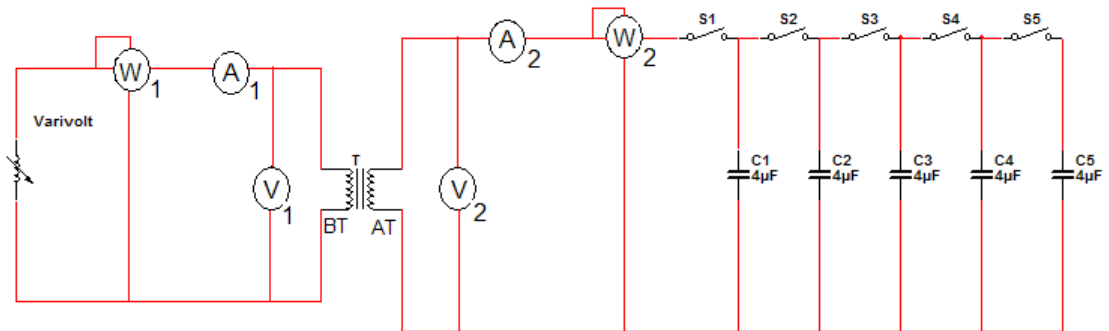 S1 S2 S3 S4 S5
A 2
W 2
W 1
A 1
Varivolt
V 1
T
V 2
BT AT
C1 4µF
C2 4µF
C3 4µF
C4 4µF
C5 4µF